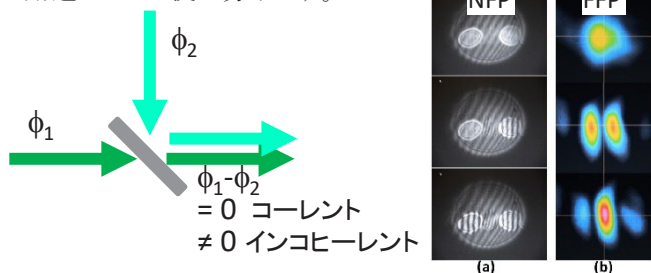 NFP
FFP
ϕ2
ϕ1
ϕ1-ϕ2
= 0 コーレント
≠ 0 インコヒーレント
(a)
(b)